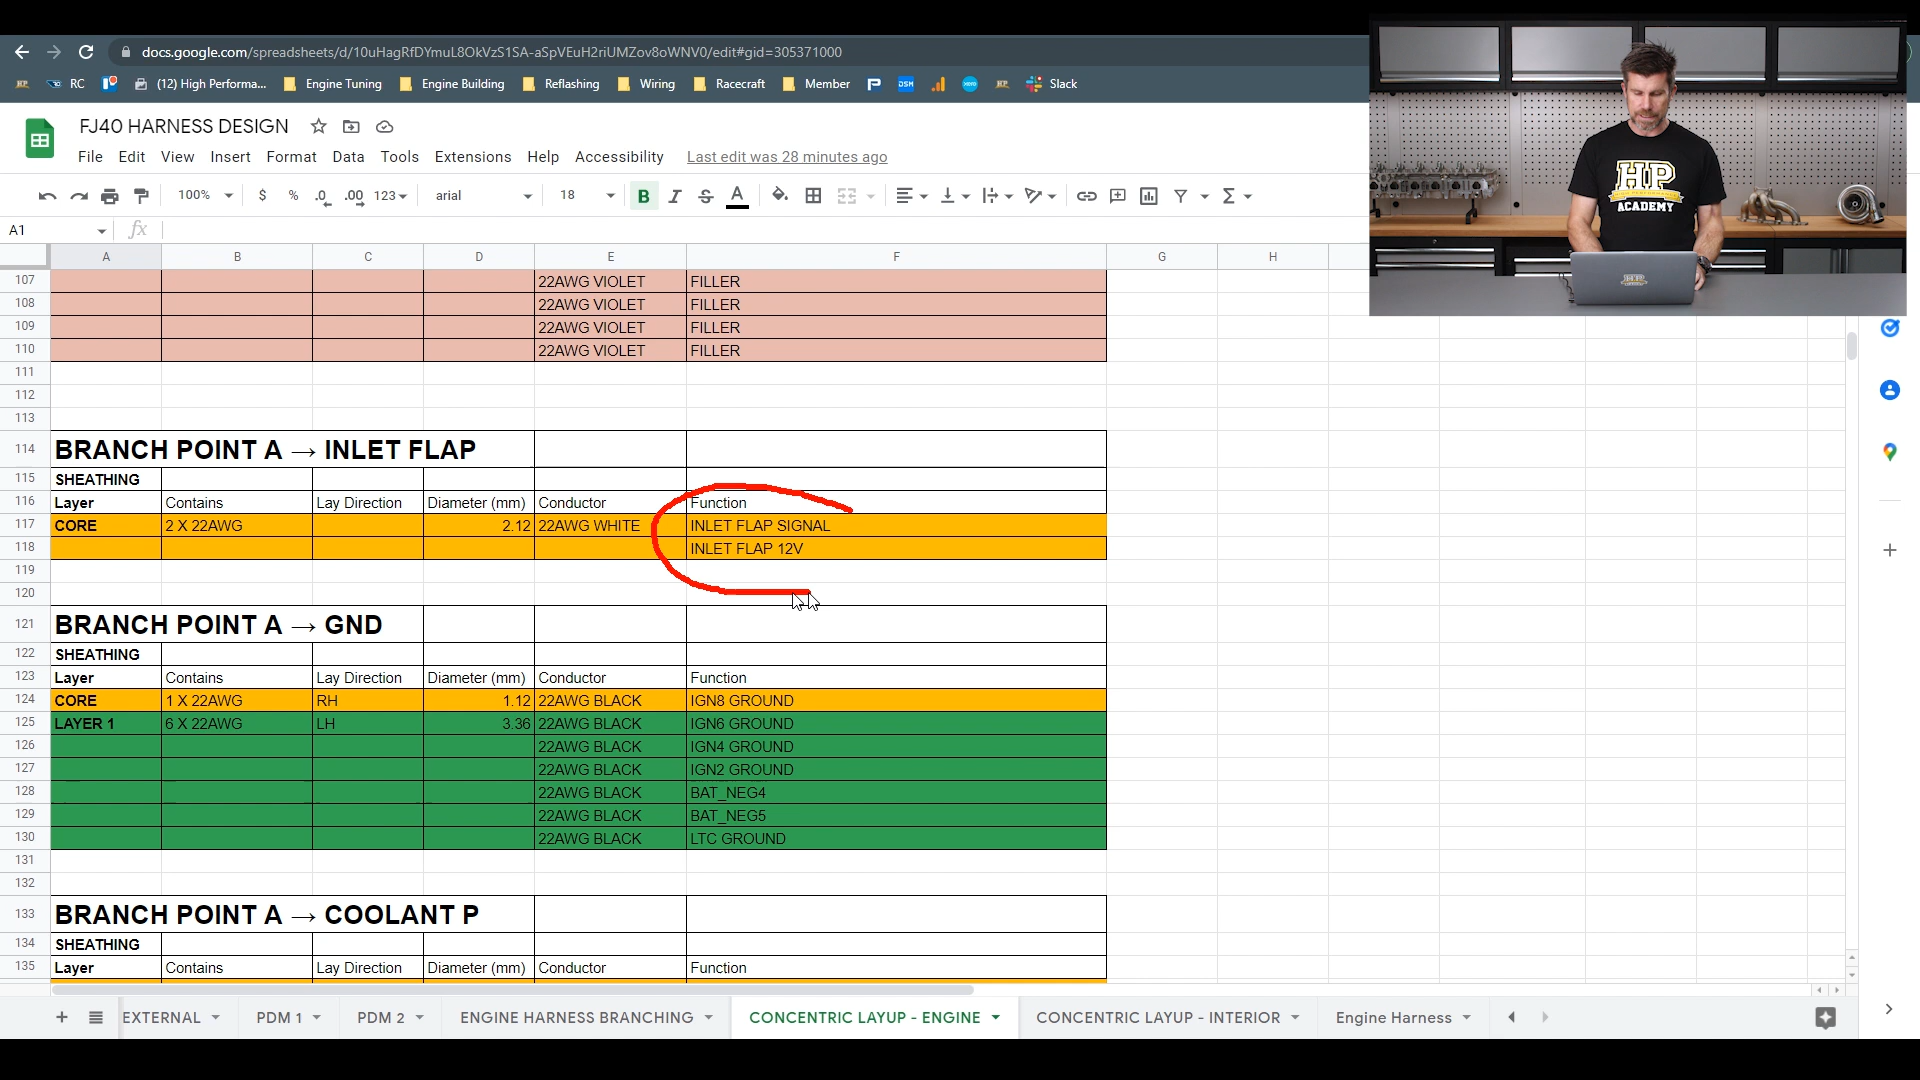 docs.google.com/spreadsheets/d/10uHagRfDYmuL8OkVzS1SA-aSpVEuH2riUMZov8oWNV0/edit#gid=305371000
RC (12) High Performa... Engine Tuning Engine Building Reflashing Wiring Racecraft Member DSM xero Slack
FJ40 HARNESS DESIGN
File Edit View Insert Format Data Tools Extensions Help Accessibility Last edit was 28 minutes ago
100% $ % .0 .00 123 arial 18 B I S A
A1 fx
A B C D E F G H
107 22AWG VIOLET FILLER
108 22AWG VIOLET FILLER
109 22AWG VIOLET FILLER
110 22AWG VIOLET FILLER
111
112
113
114 BRANCH POINT A → INLET FLAP
115 SHEATHING
116 Layer Contains Lay Direction Diameter (mm) Conductor Function
117 CORE 2 X 22AWG 2.12 22AWG WHITE INLET FLAP SIGNAL
118 INLET FLAP 12V
119
120
121 BRANCH POINT A → GND
122 SHEATHING
123 Layer Contains Lay Direction Diameter (mm) Conductor Function
124 CORE 1 X 22AWG RH 1.12 22AWG BLACK IGN8 GROUND
125 LAYER 1 6 X 22AWG LH 3.36 22AWG BLACK IGN6 GROUND
126 22AWG BLACK IGN4 GROUND
127 22AWG BLACK IGN2 GROUND
128 22AWG BLACK BAT_NEG4
129 22AWG BLACK BAT_NEG5
130 22AWG BLACK LTC GROUND
131
132
133 BRANCH POINT A → COOLANT P
134 SHEATHING
135 Layer Contains Lay Direction Diameter (mm) Conductor Function
EXTERNAL PDM 1 PDM 2 ENGINE HARNESS BRANCHING CONCENTRIC LAYUP - ENGINE CONCENTRIC LAYUP - INTERIOR Engine Harness
HP
HIGH PERFORMANCE
ACADEMY